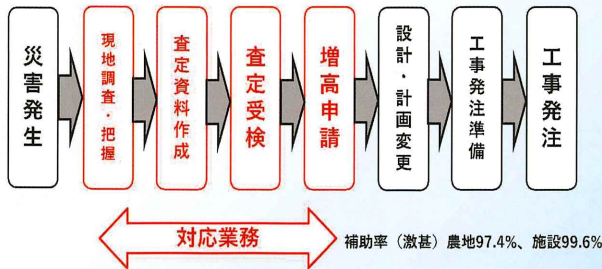 災害発生
現地調査・把握
査定資料作成
査定受検
増高申請
設計・計画変更
工事発注準備
工事発注
対応業務
補助率（激甚）農地97.4%、施設99.6%